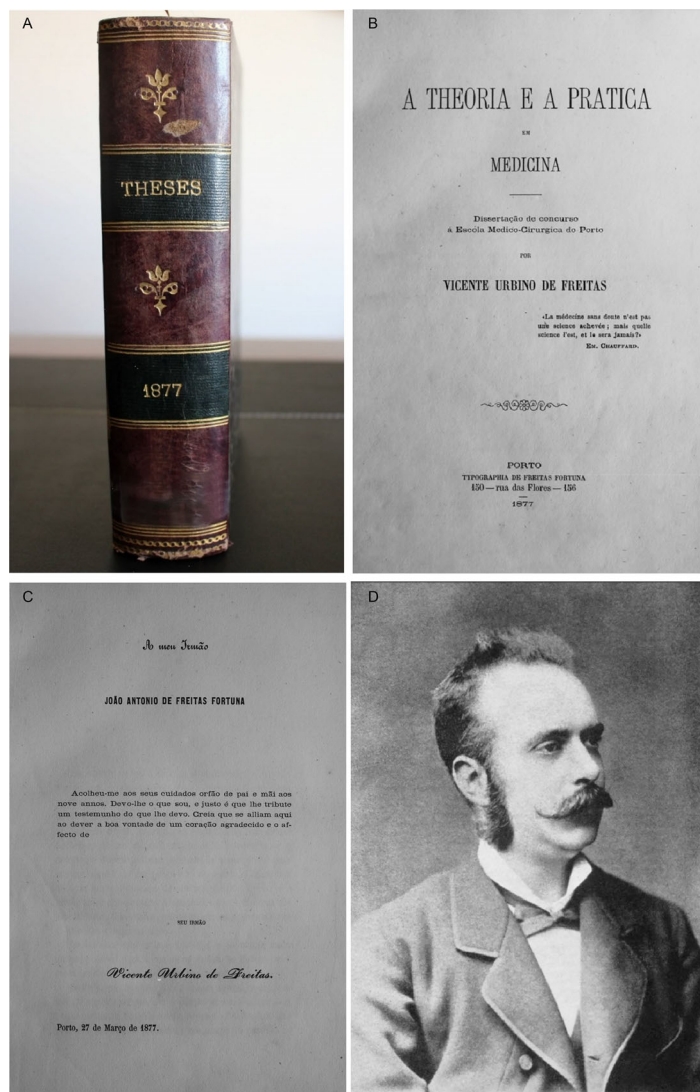 A
THESES
1877
B
A THEORIA E A PRATICA
EM
MEDICINA
Dissertação de concurso
á Escola Medico-Cirurgica do Porto
POR
VICENTE URBINO DE FREITAS
«La médecine sans doute n'est pas
une science achevée; mais quelle
science l'est, et le sera jamais?»
EM. CHAUFFARD.
PORTO
TYPOGRAPHIA DE FREITAS FORTUNA
150—rua das Flores—156
1877
C
A meu Irmão
JOÃO ANTONIO DE FREITAS FORTUNA
Acolheu-me aos seus cuidados orfão de pai e mãi aos
nove annos. Devo-lhe o que sou, e justo é que lhe tribute
um testemunho do que lhe devo. Creia que se alliam aqui
ao dever a boa vontade de um coração agradecido e o af-
fecto do
SEU IRMÃO
Vicente Urbino de Freitas.
Porto, 27 de Março de 1877.
D